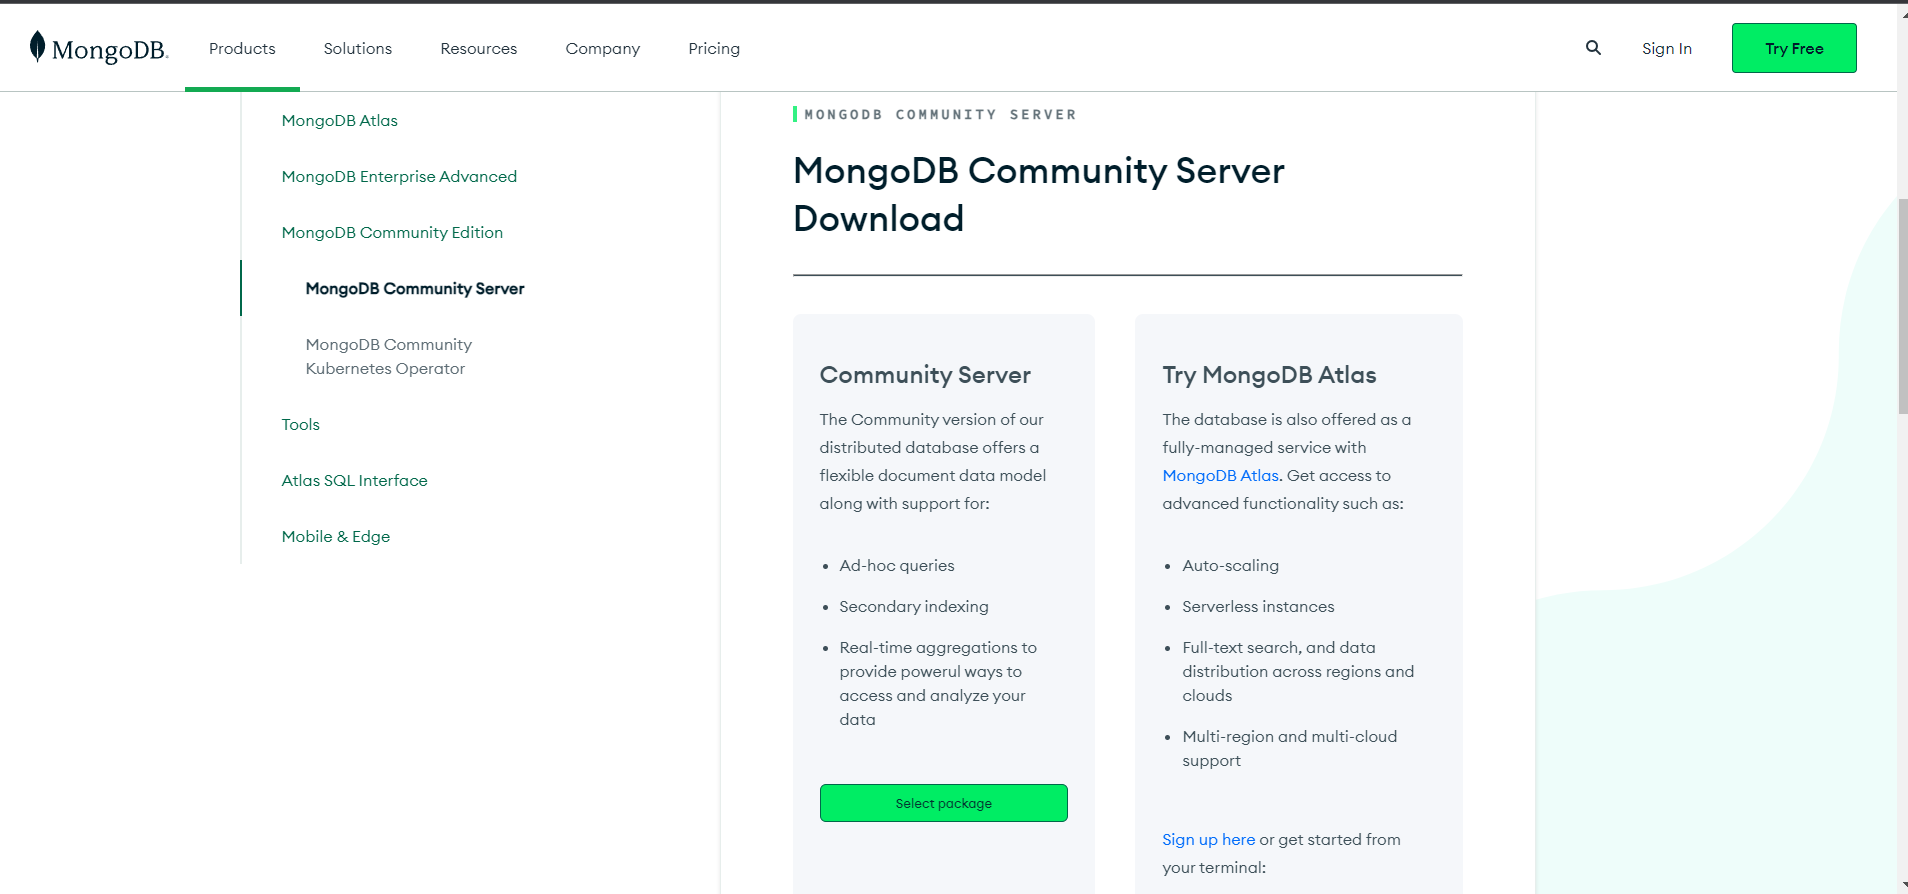 MongoDB.
Products
Solutions
Resources
Company
Pricing
Sign In
Try Free
MongoDB Atlas
MongoDB Enterprise Advanced
MongoDB Community Edition
MongoDB Community Server
MongoDB Community
Kubernetes Operator
Tools
Atlas SQL Interface
Mobile & Edge
MONGODB COMMUNITY SERVER
MongoDB Community Server
Download
Community Server
The Community version of our
distributed database offers a
flexible document data model
along with support for:
• Ad-hoc queries
• Secondary indexing
• Real-time aggregations to
provide powerul ways to
access and analyze your
data
Select package
Try MongoDB Atlas
The database is also offered as a
fully-managed service with
MongoDB Atlas. Get access to
advanced functionality such as:
• Auto-scaling
• Serverless instances
• Full-text search, and data
distribution across regions and
clouds
• Multi-region and multi-cloud
support
Sign up here or get started from
your terminal: